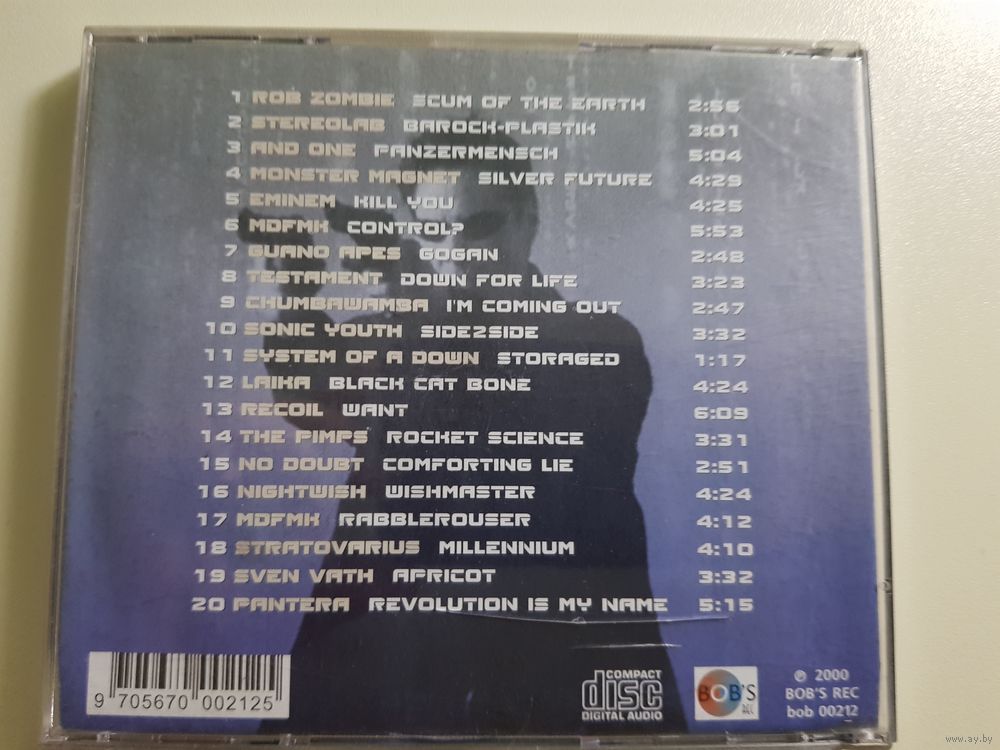 1 ROB ZOMBIE SCUM OF THE EARTH 2:56
2 STEREOLAB BAROCK-PLASTIK 3:01
3 AND ONE PANZERMENSCH 5:04
4 MONSTER MAGNET SILVER FUTURE 4:29
5 EMINEM KILL YOU 4:25
6 MDFMK CONTROL? 5:53
7 GUANO APES GOGAN 2:48
8 TESTAMENT DOWN FOR LIFE 3:23
9 CHUMBAWAMBA I'M COMING OUT 2:47
10 SONIC YOUTH SIDE2SIDE 3:32
11 SYSTEM OF A DOWN STORAGED 1:17
12 LAIKA BLACK CAT BONE 4:24
13 RECOIL WANT 6:09
14 THE PIMPS ROCKET SCIENCE 3:31
15 NO DOUBT COMFORTING LIE 2:51
16 NIGHTWISH WISHMASTER 4:24
17 MDFMK RABBLEROUSER 4:12
18 STRATOVARIUS MILLENNIUM 4:10
19 SVEN VATH APRICOT 3:32
20 PANTERA REVOLUTION IS MY NAME 5:15
9 705670 002125
COMPACT
disc
DIGITAL AUDIO
BOB'S
REC
℗ 2000
BOB'S REC
bob 00212
www.ay.by